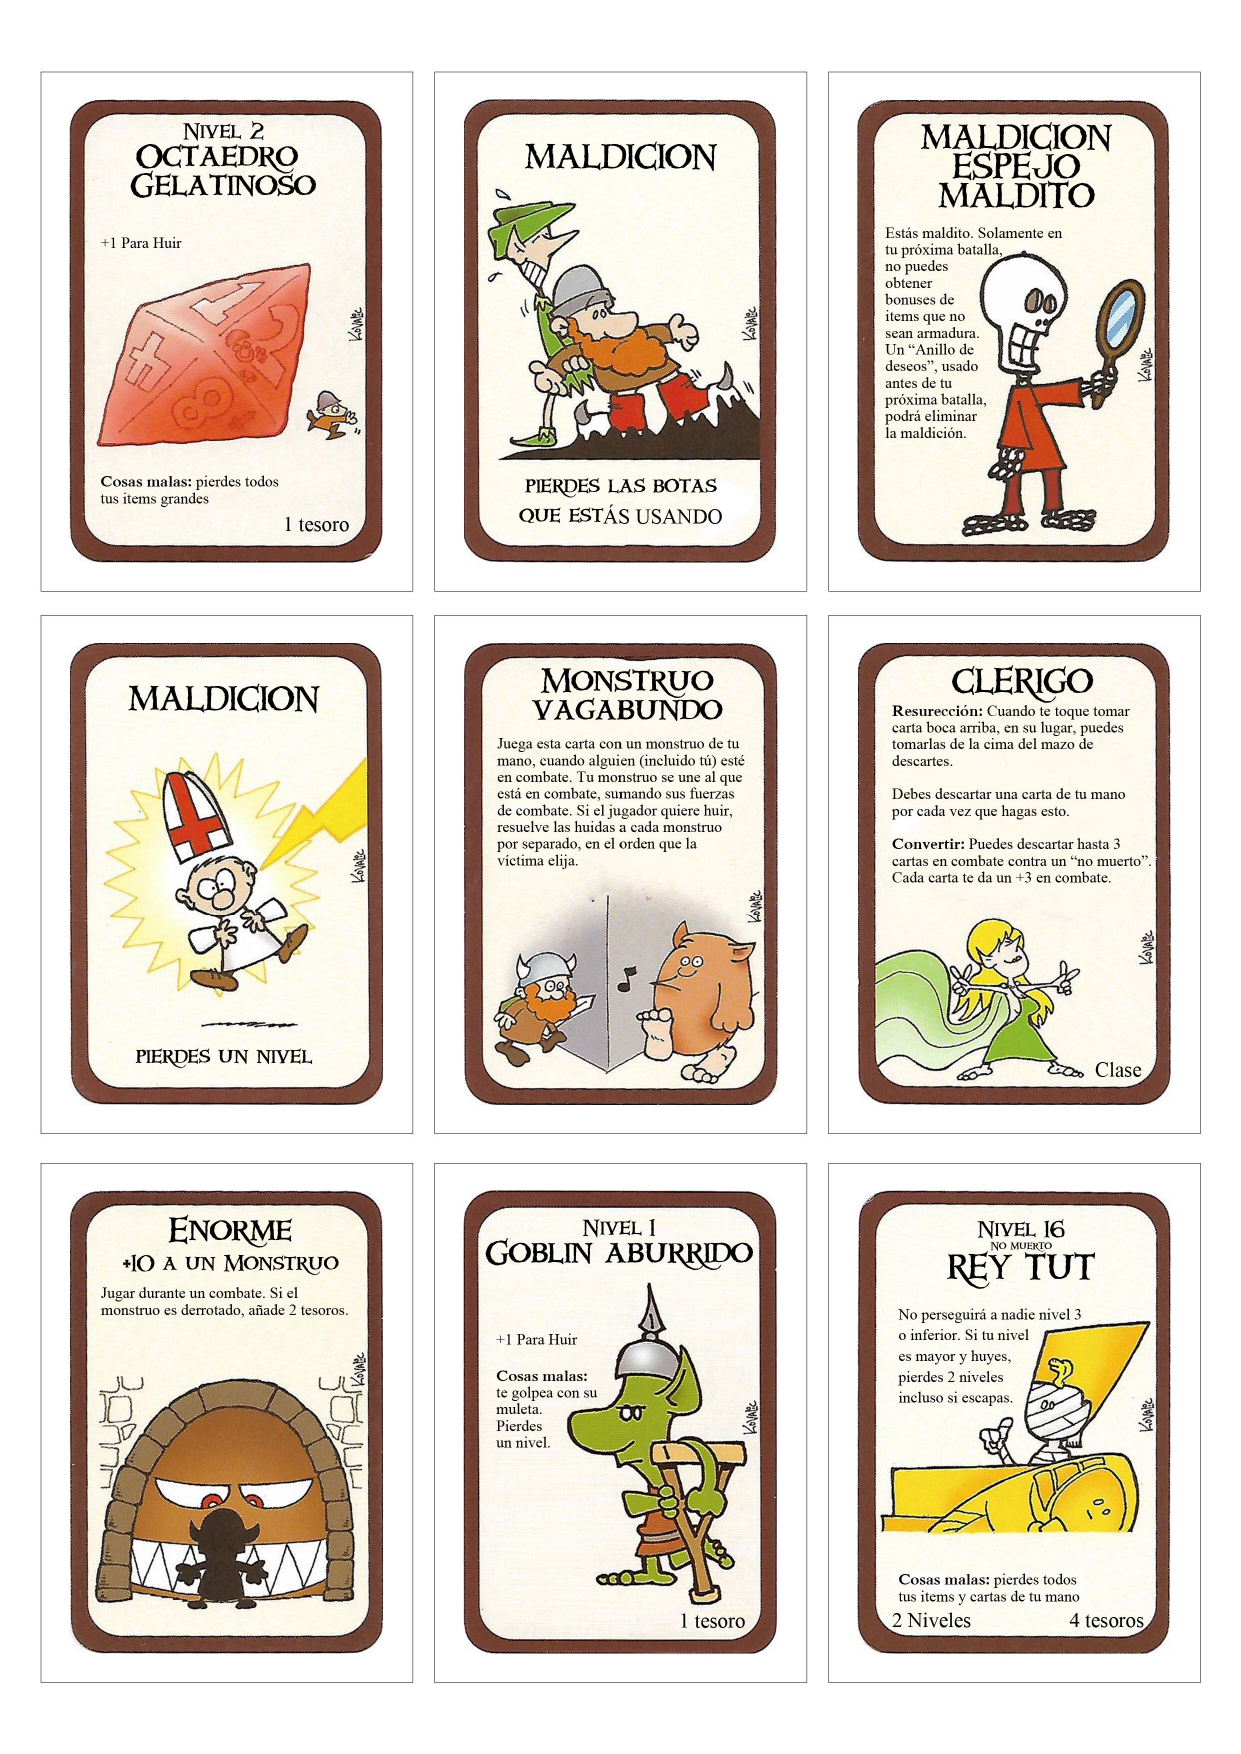 NIVEL 2
OCTAEDRO
GELATINOSO
+1 Para Huir
KOVALIC
Cosas malas: pierdes todos
tus items grandes
1 tesoro
MALDICION
KOVALIC
PIERDES LAS BOTAS
QUE ESTÁS USANDO
MALDICION
ESPEJO
MALDITO
Estás maldito. Solamente en
tu próxima batalla,
no puedes
obtener
bonuses de
items que no
sean armadura.
Un “Anillo de
deseos”, usado
antes de tu
próxima batalla,
podrá eliminar
la maldición.
KOVALIC
MALDICION
KOVALIC
PIERDES UN NIVEL
MONSTRUO
VAGABUNDO
Juega esta carta con un monstruo de tu
mano, cuando alguien (incluido tú) esté
en combate. Tu monstruo se une al que
está en combate, sumando sus fuerzas
de combate. Si el jugador quiere huir,
resuelve las huidas a cada monstruo
por separado, en el orden que la
víctima elija.
KOVALIC
CLERIGO
Resurección: Cuando te toque tomar
carta boca arriba, en su lugar, puedes
tomarlas de la cima del mazo de
descartes.
Debes descartar una carta de tu mano
por cada vez que hagas esto.
Convertir: Puedes descartar hasta 3
cartas en combate contra un “no muerto”.
Cada carta te da un +3 en combate.
KOVALIC
Clase
ENORME
+10 A UN MONSTRUO
Jugar durante un combate. Si el
monstruo es derrotado, añade 2 tesoros.
KOVALIC
NIVEL 1
GOBLIN ABURRIDO
+1 Para Huir
Cosas malas:
te golpea con su
muleta.
Pierdes
un nivel.
KOVALIC
1 tesoro
NIVEL 16
NO MUERTO
REY TUT
No perseguirá a nadie nivel 3
o inferior. Si tu nivel
es mayor y huyes,
pierdes 2 niveles
incluso si escapas.
KOVALIC
Cosas malas: pierdes todos
tus items y cartas de tu mano
2 Niveles 4 tesoros